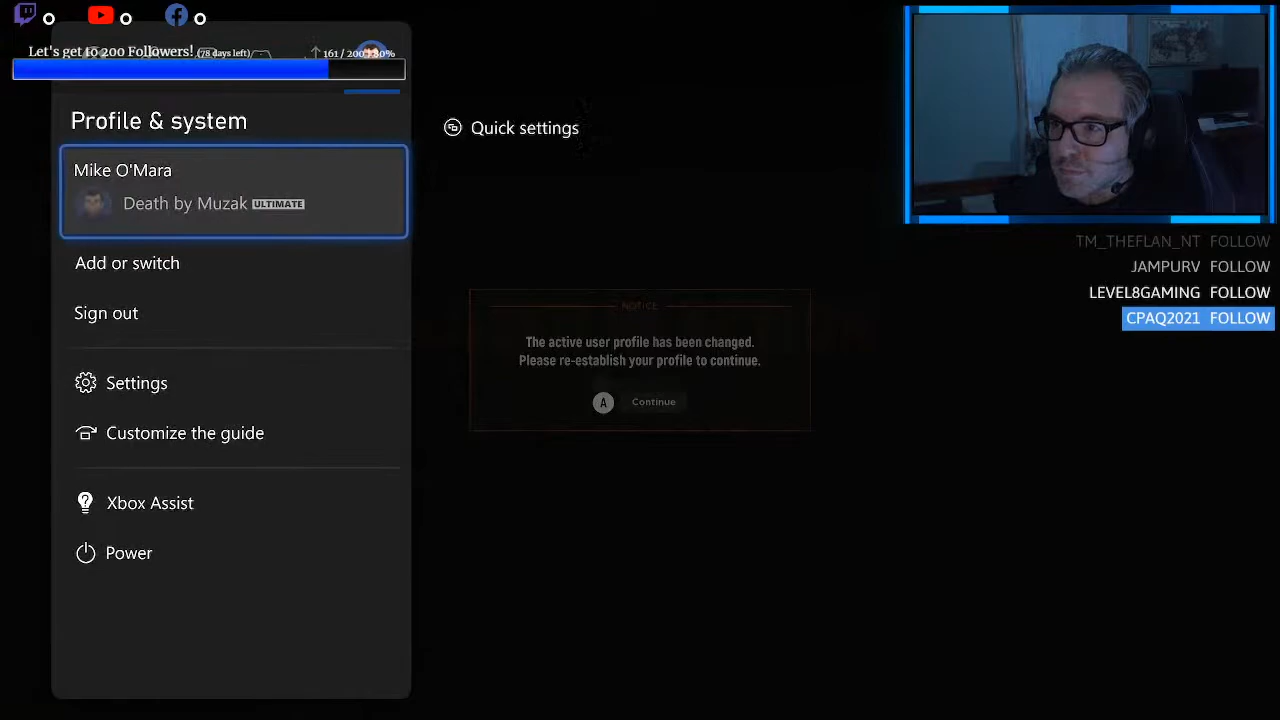 0 0 0
Let's get to 200 Followers! (78 days left) 161 / 200 / 80%
Profile & system
Mike O'Mara
Death by Muzak ULTIMATE
Add or switch
Sign out
Settings
Customize the guide
Xbox Assist
Power
Quick settings
NOTICE
The active user profile has been changed.
Please re-establish your profile to continue.
A Continue
TM_THEFLAN_NT FOLLOW
JAMPURV FOLLOW
LEVEL8GAMING FOLLOW
CPAQ2021 FOLLOW